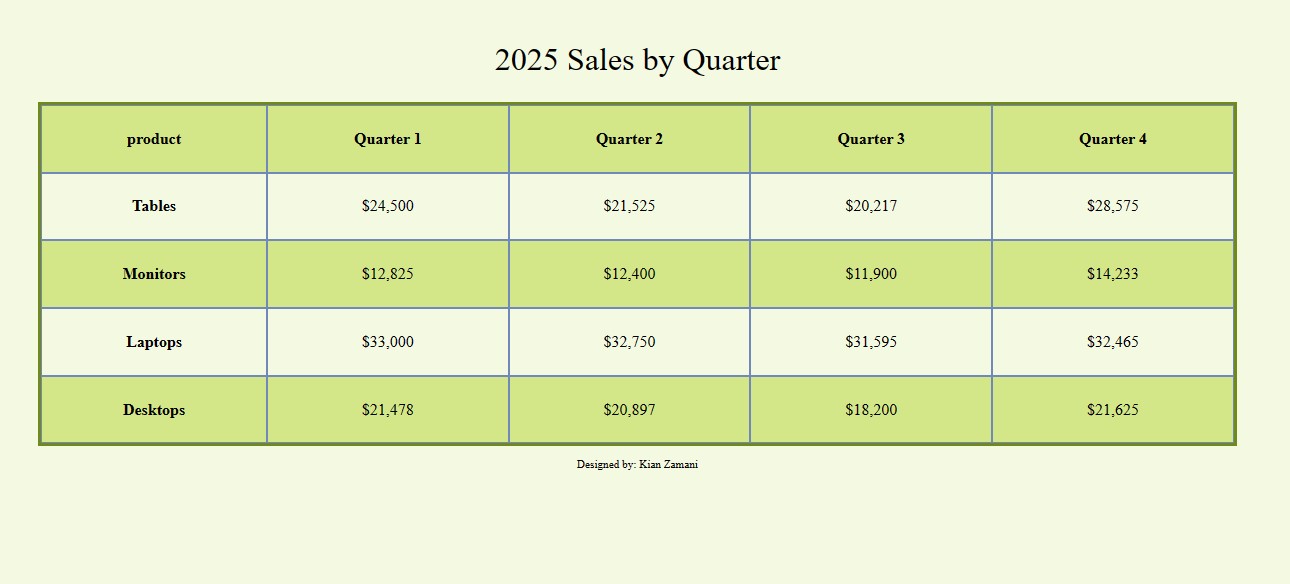 2025 Sales by Quarter
product Quarter 1 Quarter 2 Quarter 3 Quarter 4
Tables $24,500 $21,525 $20,217 $28,575
Monitors $12,825 $12,400 $11,900 $14,233
Laptops $33,000 $32,750 $31,595 $32,465
Desktops $21,478 $20,897 $18,200 $21,625
Designed by: Kian Zamani